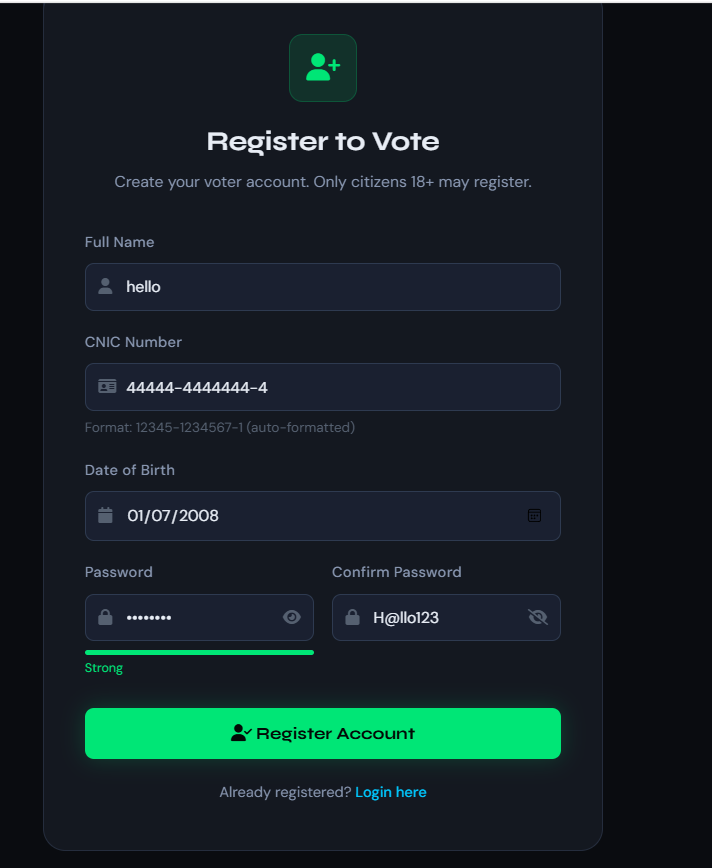 Register to Vote
Create your voter account. Only citizens 18+ may register.
Full Name
hello
CNIC Number
44444-4444444-4
Format: 12345-1234567-1 (auto-formatted)
Date of Birth
01/07/2008
Password Confirm Password
•••••••• H@llo123
Strong
Register Account
Already registered? Login here